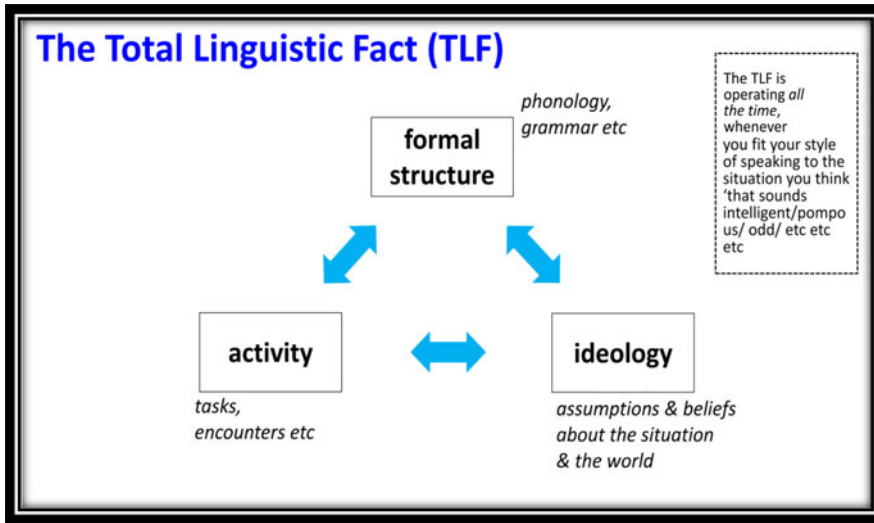 The Total Linguistic Fact (TLF)
phonology,
grammar etc
formal
structure
The TLF is
operating all
the time,
whenever
you fit your style
of speaking to the
situation you think
‘that sounds
intelligent/pompo
us/ odd/ etc etc
etc
activity
tasks,
encounters etc
ideology
assumptions & beliefs
about the situation
& the world